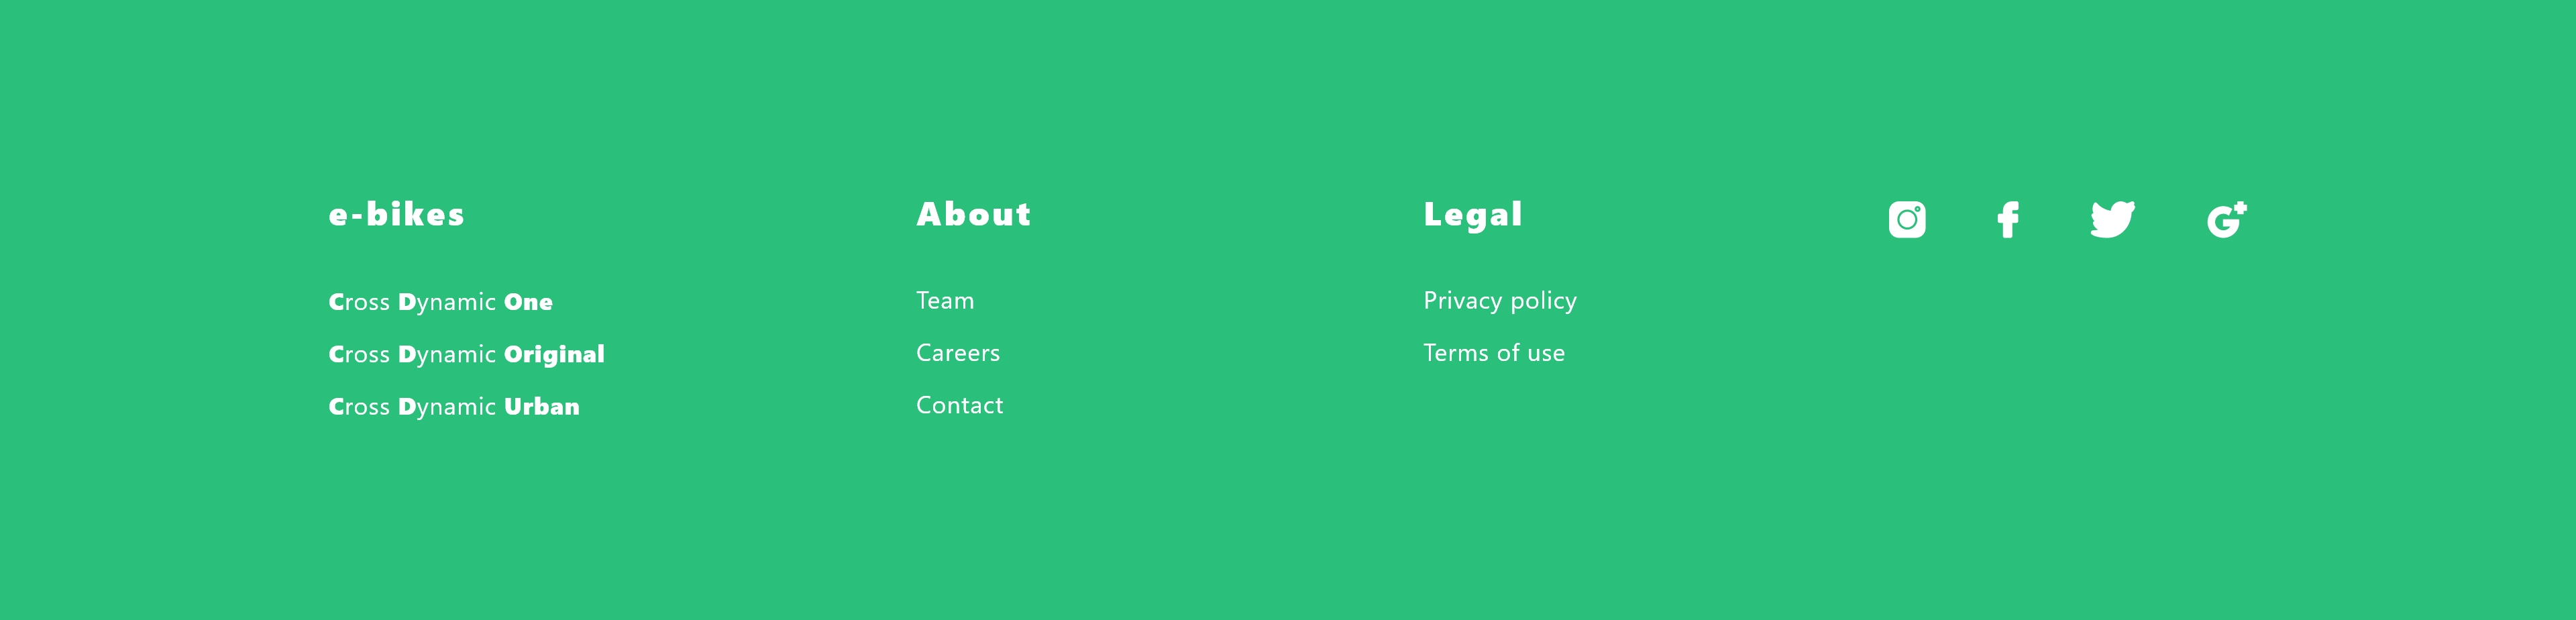 e-bikes
Cross Dynamic One
Cross Dynamic Original
Cross Dynamic Urban
About
Team
Careers
Contact
Legal
Privacy policy
Terms of use